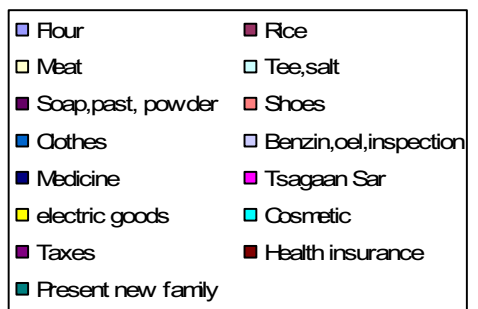 Flour Rice
Meat Tee,salt
Soap,past, powder Shoes
Clothes Benzin,oel,inspection
Medicine Tsagaan Sar
electric goods Cosmetic
Taxes Health insurance
Present new family